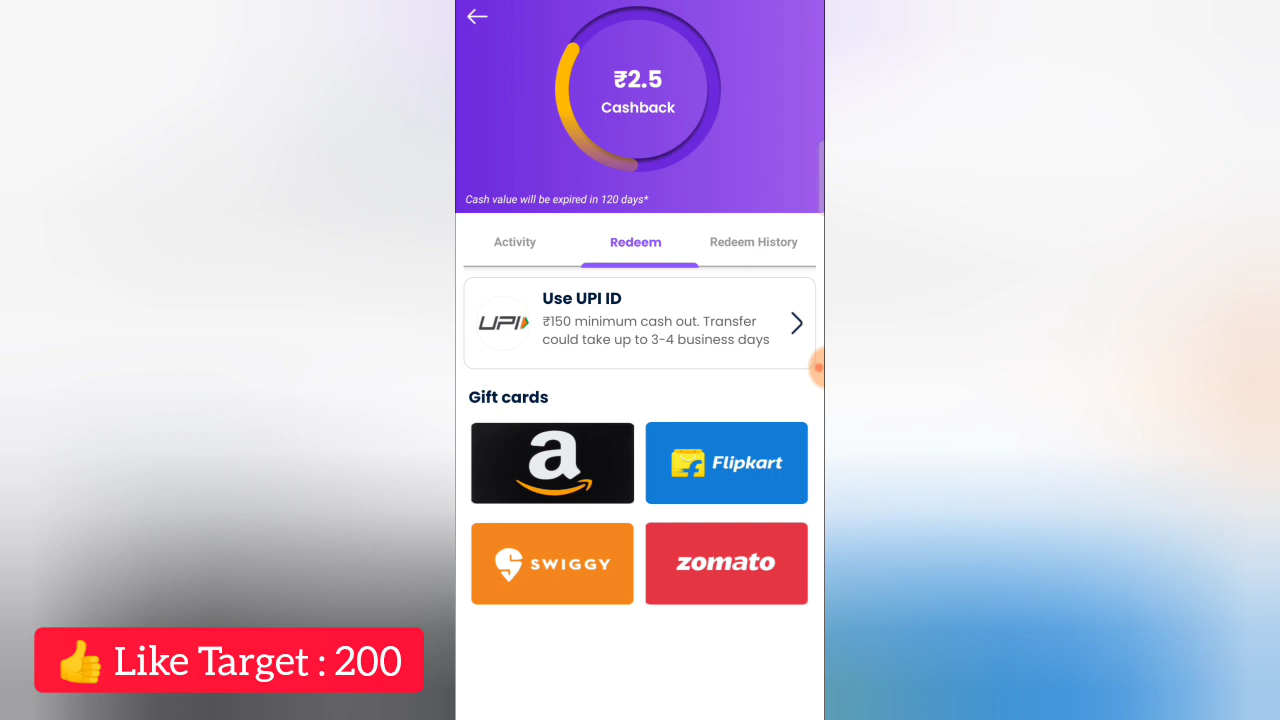 ₹2.5
Cashback
Cash value will be expired in 120 days*
Activity
Redeem
Redeem History
Use UPI ID
UPI
₹150 minimum cash out. Transfer
could take up to 3-4 business days
Gift cards
a
Flipkart
SWIGGY
zomato
Like Target : 200